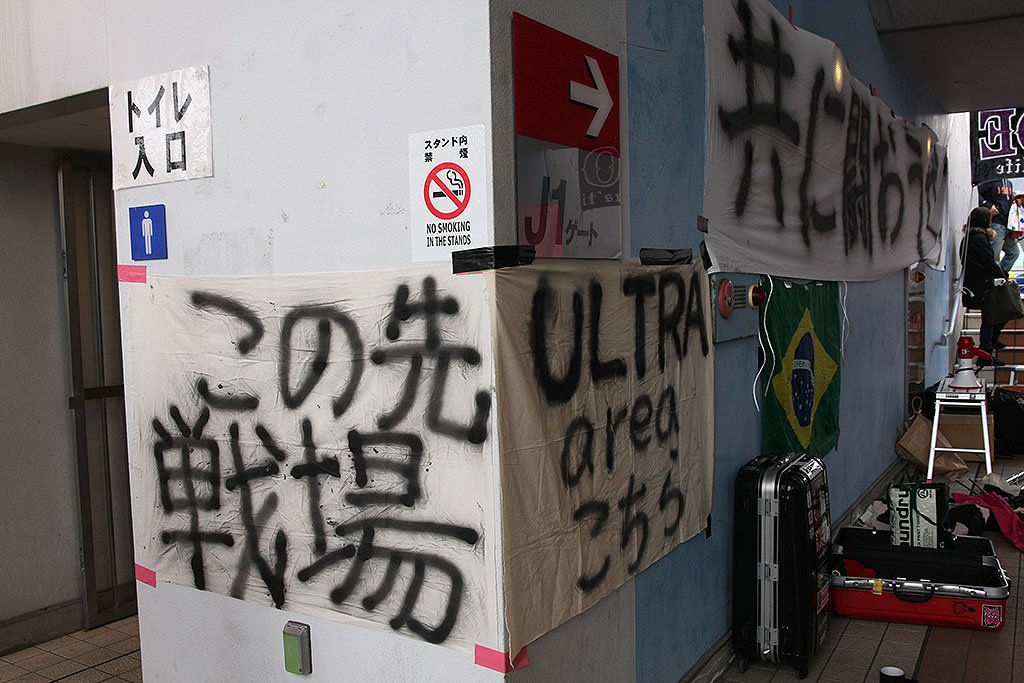 トイレ
入口
スタンド内
禁煙
NO SMOKING
IN THE STANDS
J1
ゲート
この先
戦場
ULTRA
area
こちら
共に闘おうぜ